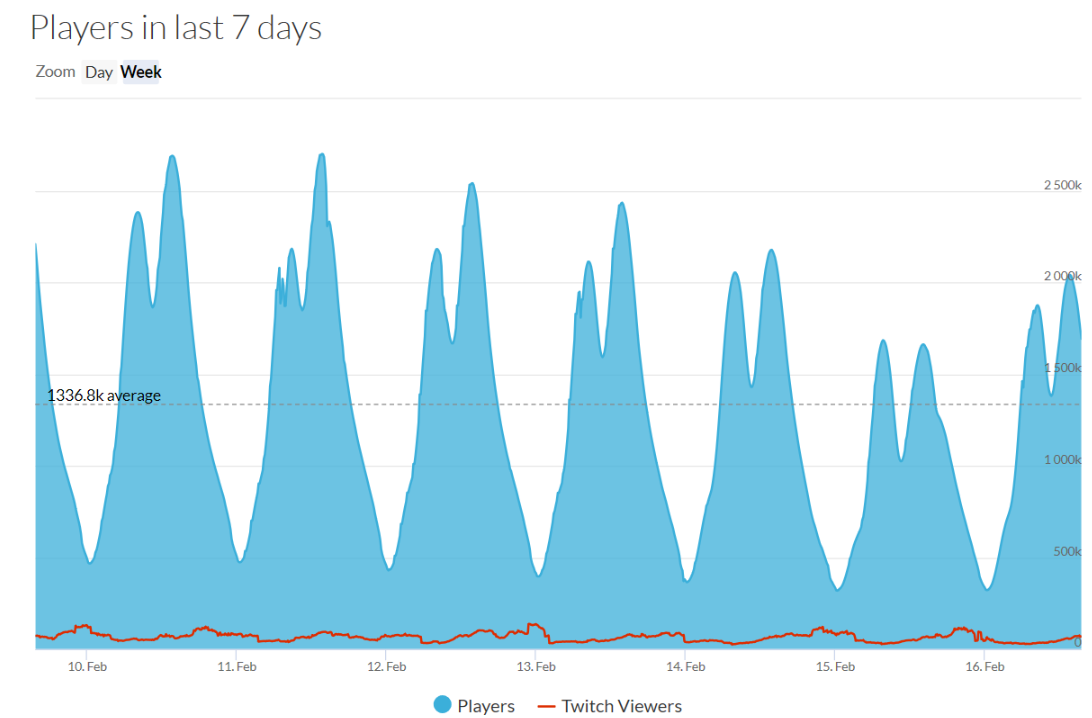 Players in last 7 days
Zoom Day Week
2 500k
2 000k
1 500k
1336.8k average
1 000k
500k
0
10. Feb 11. Feb 12. Feb 13. Feb 14. Feb 15. Feb 16. Feb
Players Twitch Viewers